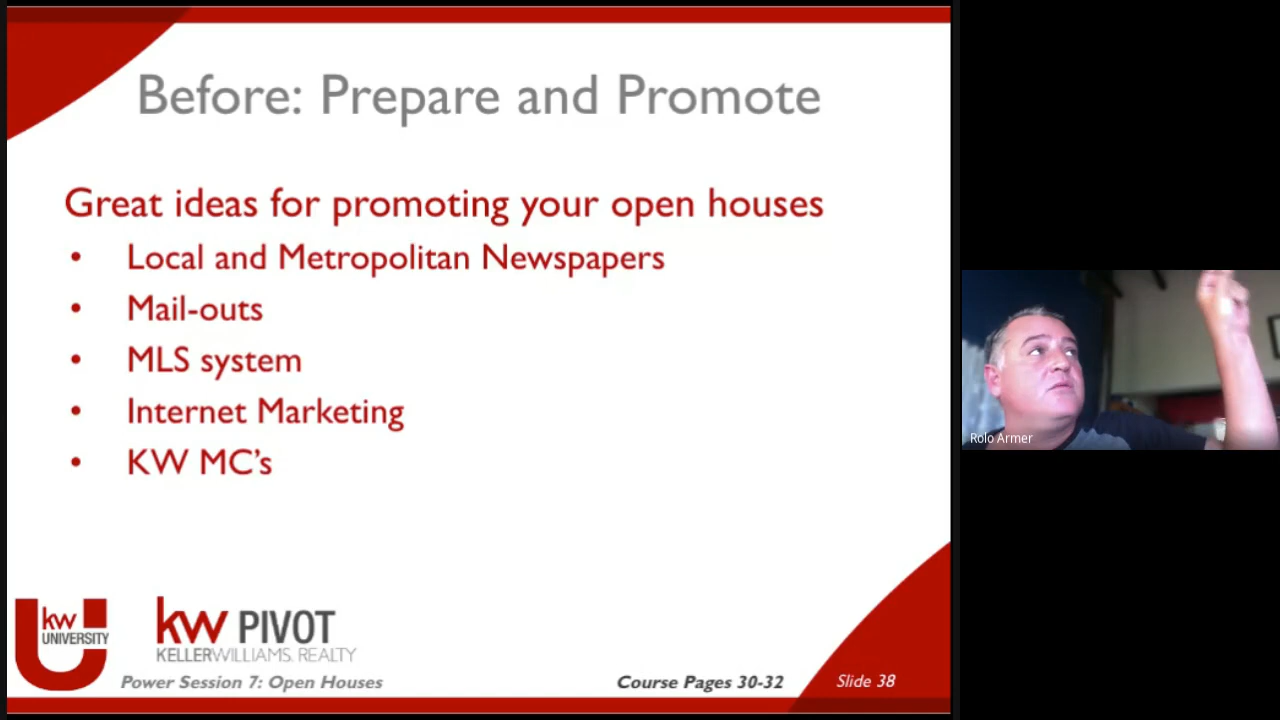 Before: Prepare and Promote
Great ideas for promoting your open houses
• Local and Metropolitan Newspapers
• Mail-outs
• MLS system
• Internet Marketing
• KW MC’s
Rolo Armer
kw
UNIVERSITY
kw PIVOT
KELLERWILLIAMS. REALTY
Power Session 7: Open Houses
Course Pages 30-32
Slide 38